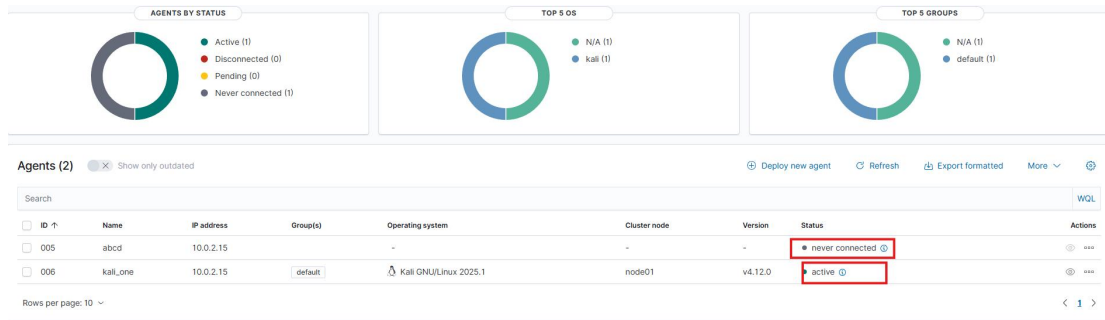 AGENTS BY STATUS
Active (1)
Disconnected (0)
Pending (0)
Never connected (1)
TOP 5 OS
N/A (1)
kali (1)
TOP 5 GROUPS
N/A (1)
default (1)
Agents (2) Show only outdated Deploy new agent Refresh Export formatted More
Search WQL
ID ↑ Name IP address Group(s) Operating system Cluster node Version Status Actions
005 abcd 10.0.2.15 - - - never connected
006 kali_one 10.0.2.15 default Kali GNU/Linux 2025.1 node01 v4.12.0 active
Rows per page: 10 < 1 >